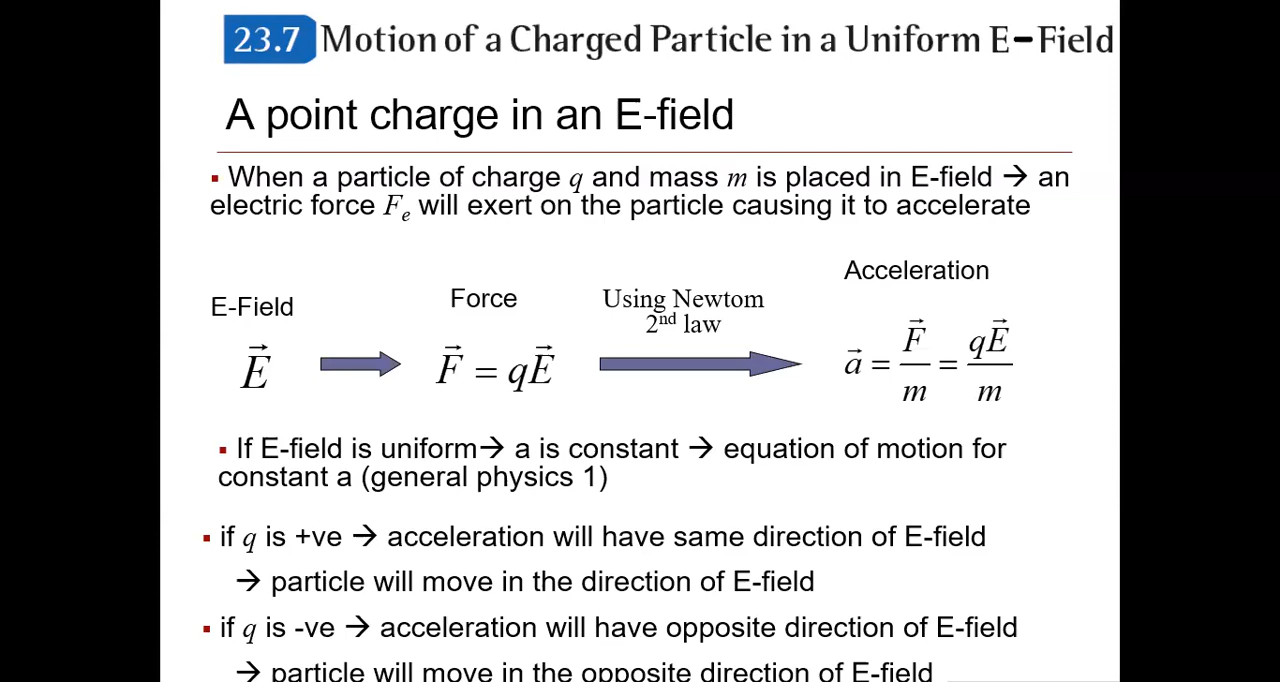 23.7 Motion of a Charged Particle in a Uniform E-Field
A point charge in an E-field
▪ When a particle of charge q and mass m is placed in E-field → an
electric force Fe will exert on the particle causing it to accelerate
Acceleration
E-Field
Force
Using Newtom
2nd law
E⃗
F⃗ = qE⃗
a⃗ = F⃗/m = qE⃗/m
▪ If E-field is uniform→ a is constant → equation of motion for
constant a (general physics 1)
▪ if q is +ve → acceleration will have same direction of E-field
→ particle will move in the direction of E-field
▪ if q is -ve → acceleration will have opposite direction of E-field
→ particle will move in the opposite direction of E-field